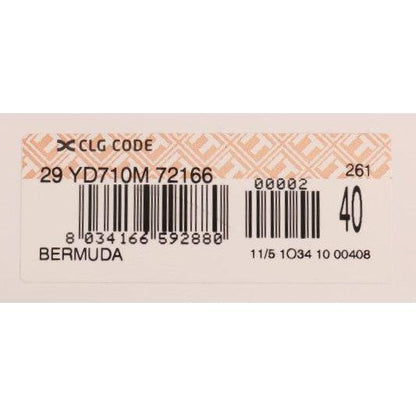 CLG CODE
29 YD710M 72166 261
00002
40
8 034166 592880
BERMUDA 11/5 1O34 10 00408